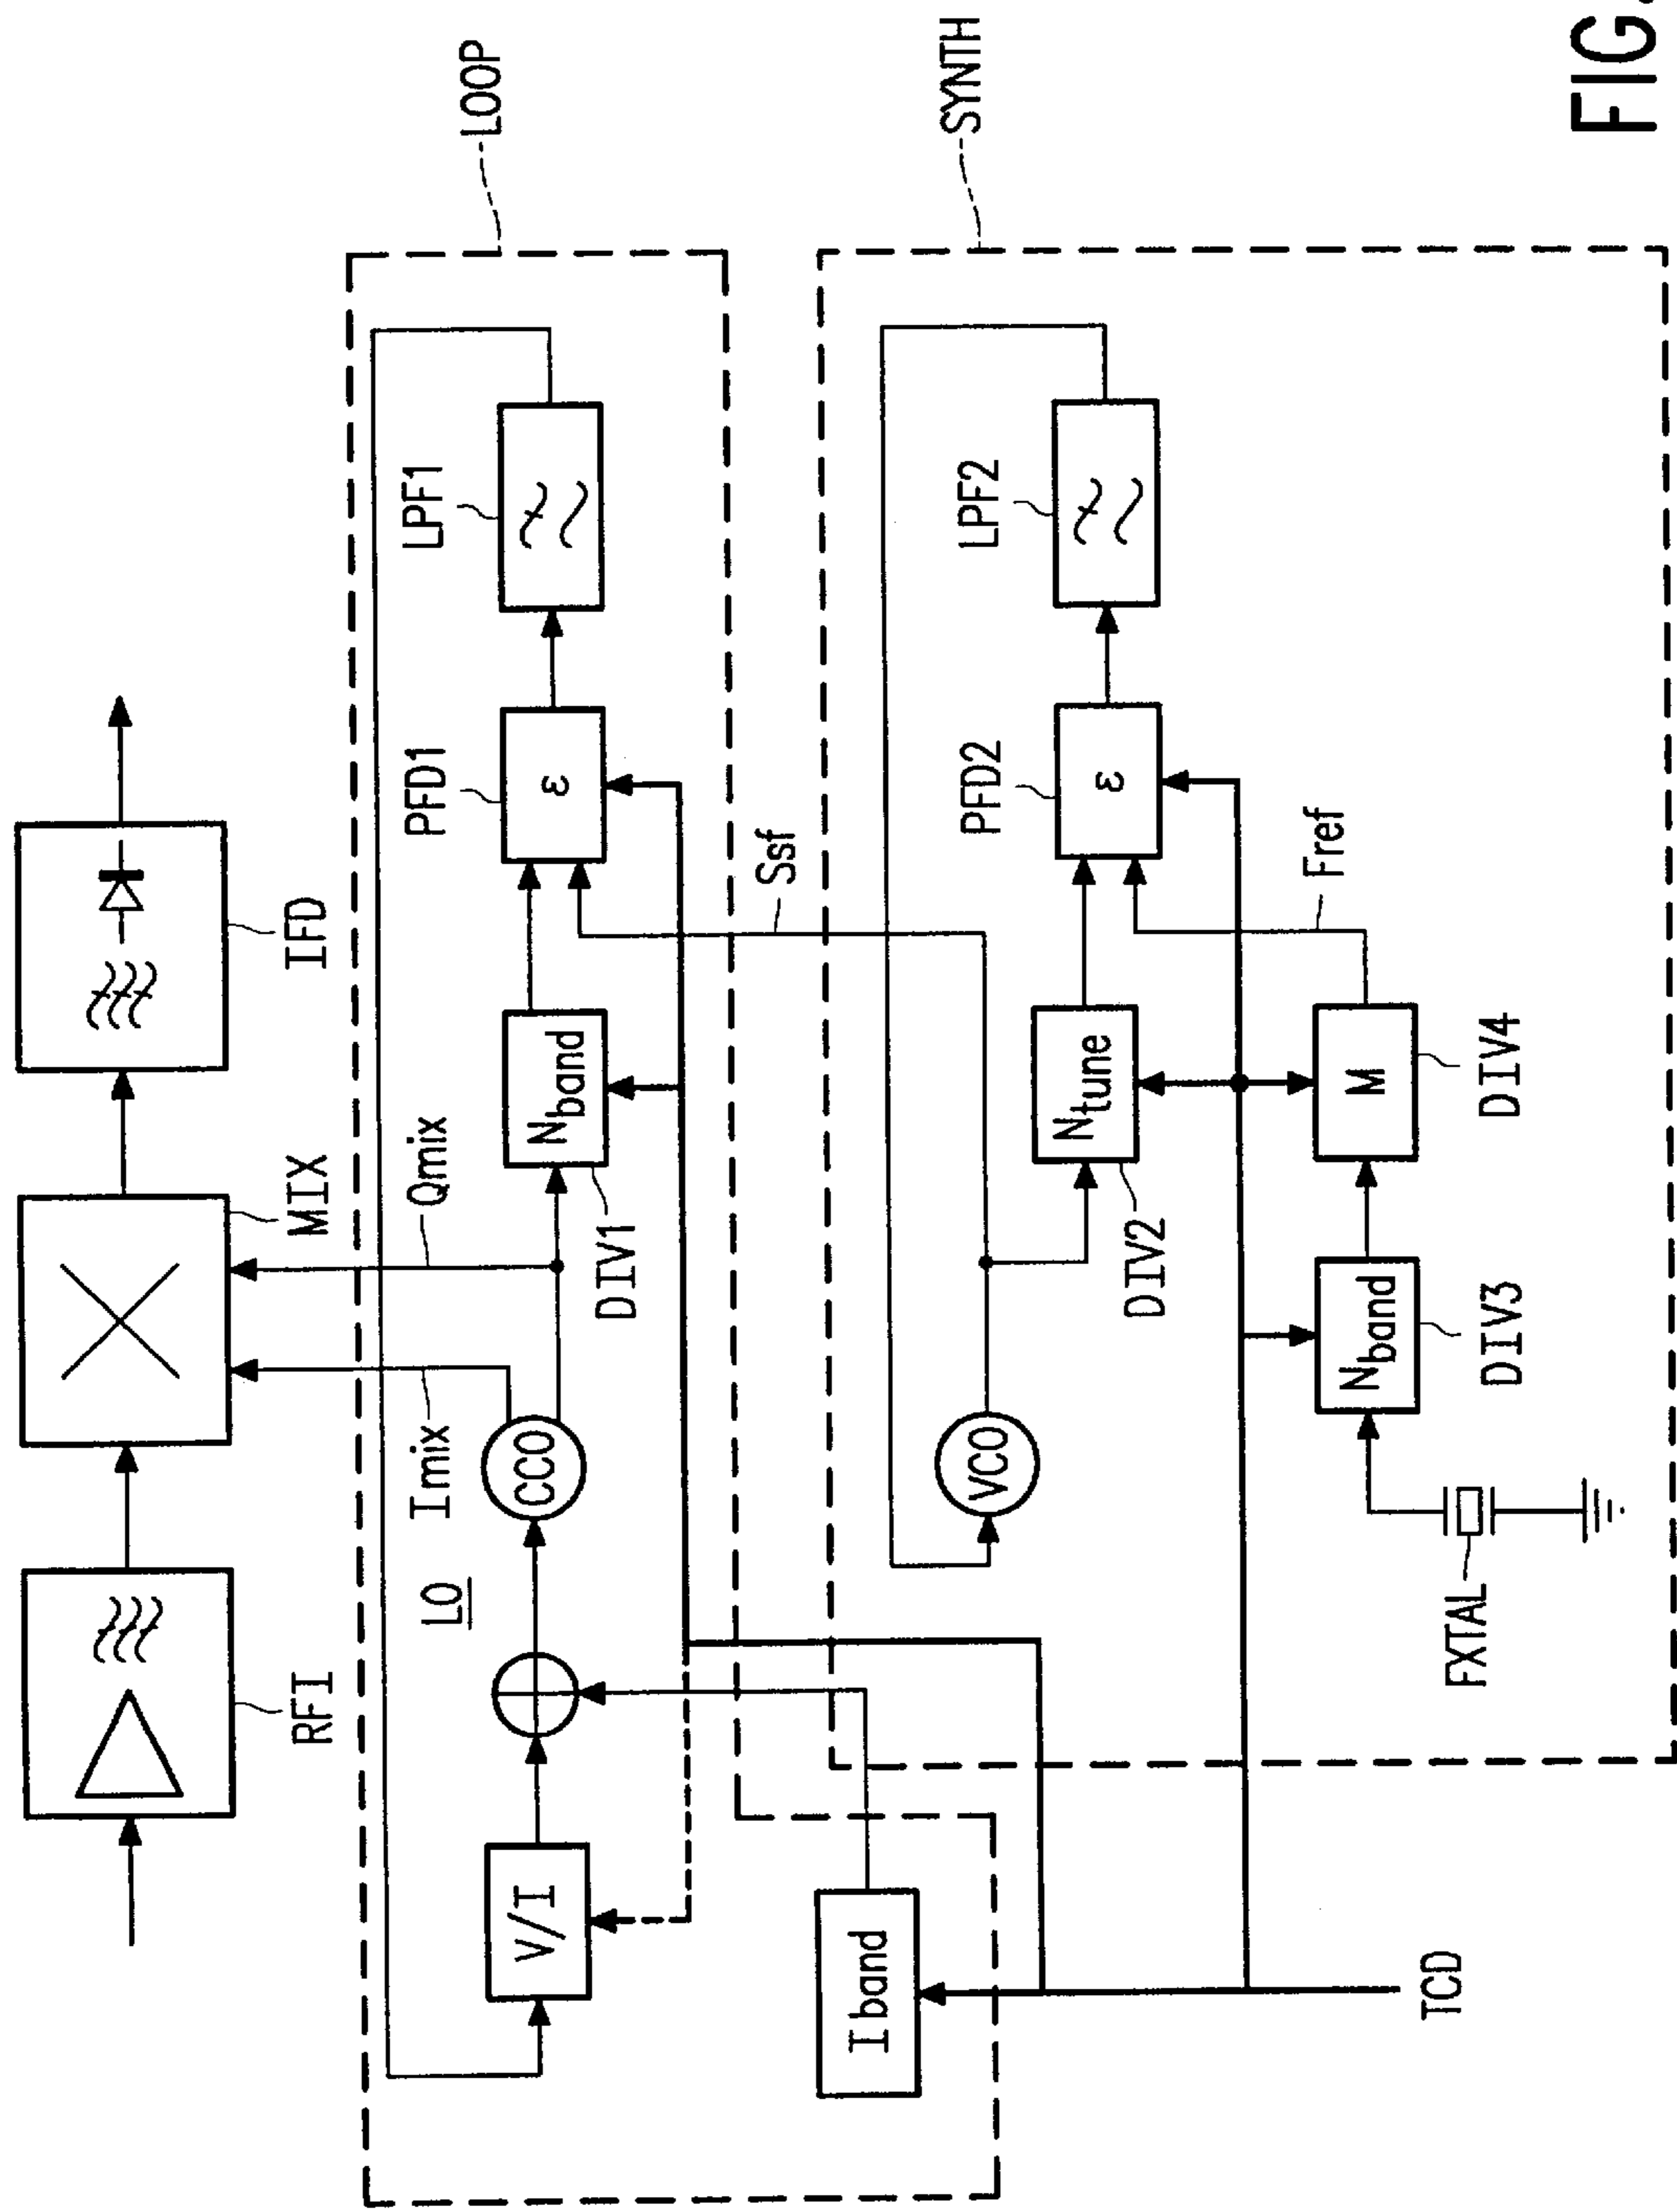 RFI
MIX
IFD
LOOP
Imix
Qmix
LO
V/I
CCO
Nband
DIV1
PFD1
ε
LPF1
Iband
Ssf
SYNTH
VCO
Ntune
DIV2
PFD2
ε
LPF2
Fref
FXTAL
Nband
DIV3
M
DIV4
TCD
FIG.